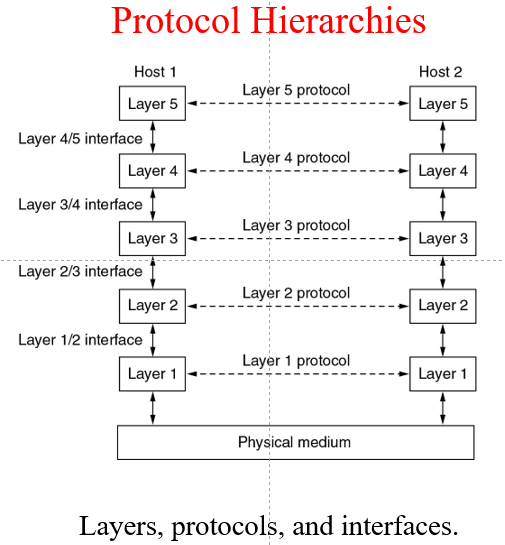 Protocol Hierarchies
Host 1
Host 2
Layer 5
Layer 5 protocol
Layer 5
Layer 4/5 interface
Layer 4
Layer 4 protocol
Layer 4
Layer 3/4 interface
Layer 3
Layer 3 protocol
Layer 3
Layer 2/3 interface
Layer 2
Layer 2 protocol
Layer 2
Layer 1/2 interface
Layer 1
Layer 1 protocol
Layer 1
Physical medium
Layers, protocols, and interfaces.